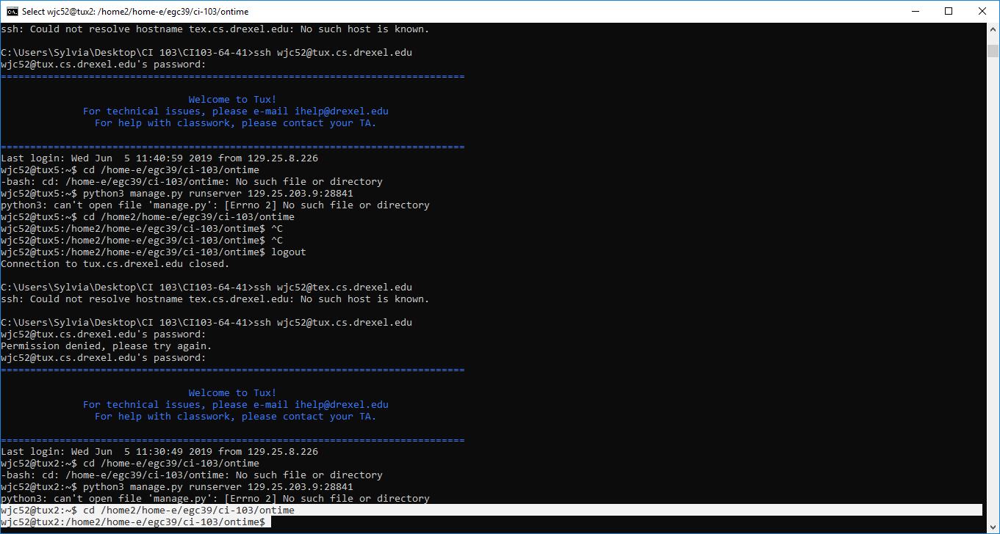 Select wjc52@tux2: /home2/home-e/egc39/ci-103/ontime
ssh: Could not resolve hostname tex.cs.drexel.edu: No such host is known.
C:\Users\Sylvia\Desktop\CI 103\CI103-64-41>ssh wjc52@tux.cs.drexel.edu
wjc52@tux.cs.drexel.edu's password:
===============================================================================
Welcome to Tux!
For technical issues, please e-mail ihelp@drexel.edu
For help with classwork, please contact your TA.
===============================================================================
Last login: Wed Jun  5 11:40:59 2019 from 129.25.8.226
wjc52@tux5:~$ cd /home-e/egc39/ci-103/ontime
-bash: cd: /home-e/egc39/ci-103/ontime: No such file or directory
wjc52@tux5:~$ python3 manage.py runserver 129.25.203.9:28841
python3: can't open file 'manage.py': [Errno 2] No such file or directory
wjc52@tux5:~$ cd /home2/home-e/egc39/ci-103/ontime
wjc52@tux5:/home2/home-e/egc39/ci-103/ontime$ ^C
wjc52@tux5:/home2/home-e/egc39/ci-103/ontime$ ^C
wjc52@tux5:/home2/home-e/egc39/ci-103/ontime$ logout
Connection to tux.cs.drexel.edu closed.
C:\Users\Sylvia\Desktop\CI 103\CI103-64-41>ssh wjc52@tex.cs.drexel.edu
ssh: Could not resolve hostname tex.cs.drexel.edu: No such host is known.
C:\Users\Sylvia\Desktop\CI 103\CI103-64-41>ssh wjc52@tux.cs.drexel.edu
wjc52@tux.cs.drexel.edu's password:
Permission denied, please try again.
wjc52@tux.cs.drexel.edu's password:
===============================================================================
Welcome to Tux!
For technical issues, please e-mail ihelp@drexel.edu
For help with classwork, please contact your TA.
===============================================================================
Last login: Wed Jun  5 11:30:49 2019 from 129.25.8.226
wjc52@tux2:~$ cd /home-e/egc39/ci-103/ontime
-bash: cd: /home-e/egc39/ci-103/ontime: No such file or directory
wjc52@tux2:~$ python3 manage.py runserver 129.25.203.9:28841
python3: can't open file 'manage.py': [Errno 2] No such file or directory
wjc52@tux2:~$ cd /home2/home-e/egc39/ci-103/ontime
wjc52@tux2:/home2/home-e/egc39/ci-103/ontime$